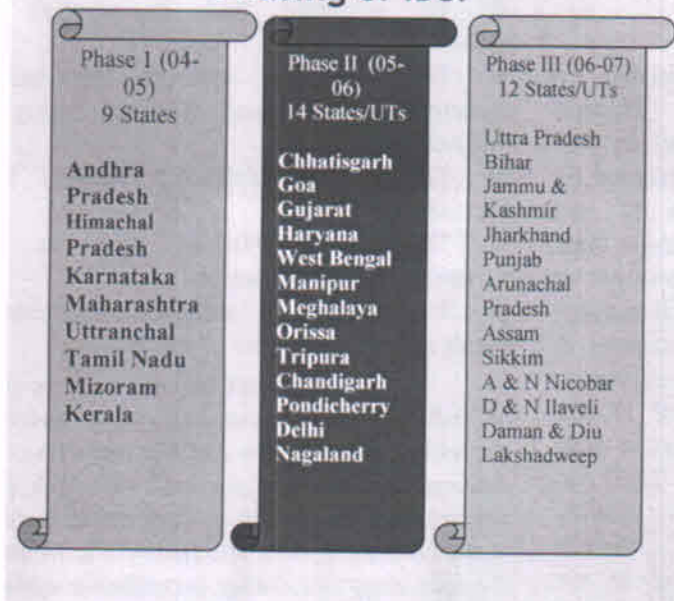 Phase I (04-
05)
9 States
Andhra
Pradesh
Himachal
Pradesh
Karnataka
Maharashtra
Uttranchal
Tamil Nadu
Mizoram
Kerala
Phase II (05-
06)
14 States/UTs
Chhatisgarh
Goa
Gujarat
Haryana
West Bengal
Manipur
Meghalaya
Orissa
Tripura
Chandigarh
Pondicherry
Delhi
Nagaland
Phase III (06-07)
12 States/UTs
Uttra Pradesh
Bihar
Jammu &
Kashmir
Jharkhand
Punjab
Arunachal
Pradesh
Assam
Sikkim
A & N Nicobar
D & N Ilaveli
Daman & Diu
Lakshadweep